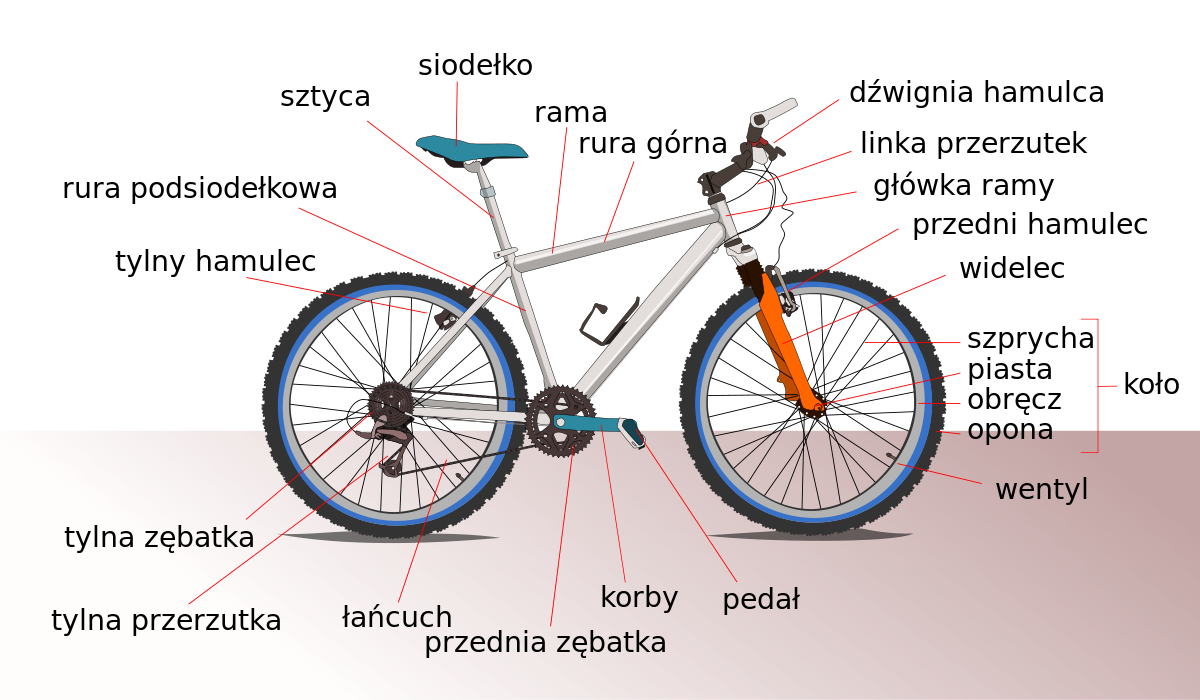 siodełko
sztyca
dźwignia hamulca
rama
rura górna
linka przerzutek
rura podsiodełkowa
główka ramy
przedni hamulec
tylny hamulec
widelec
szprycha
piasta
koło
obręcz
opona
wentyl
tylna zębatka
korby
pedał
tylna przerzutka
łańcuch
przednia zębatka